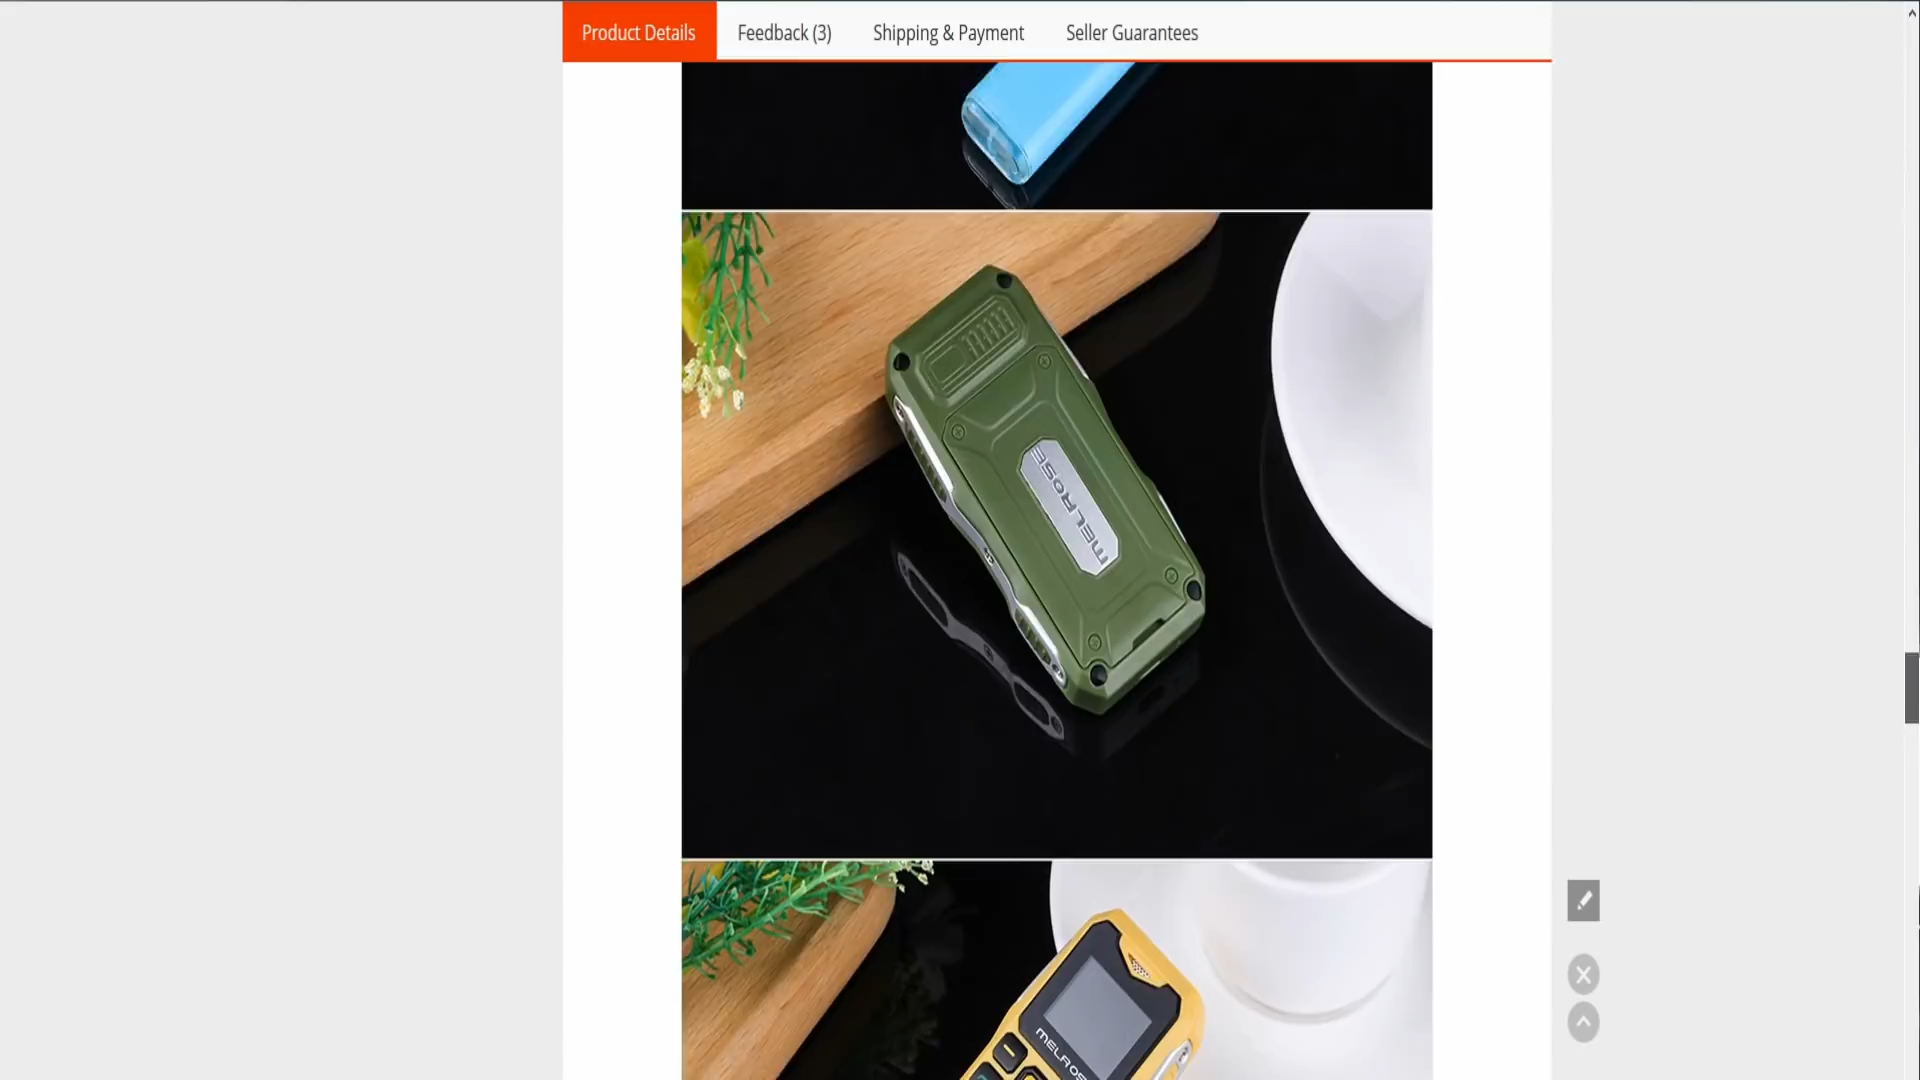 Product Details
Feedback (3)
Shipping & Payment
Seller Guarantees
MELROSE
MELROSE